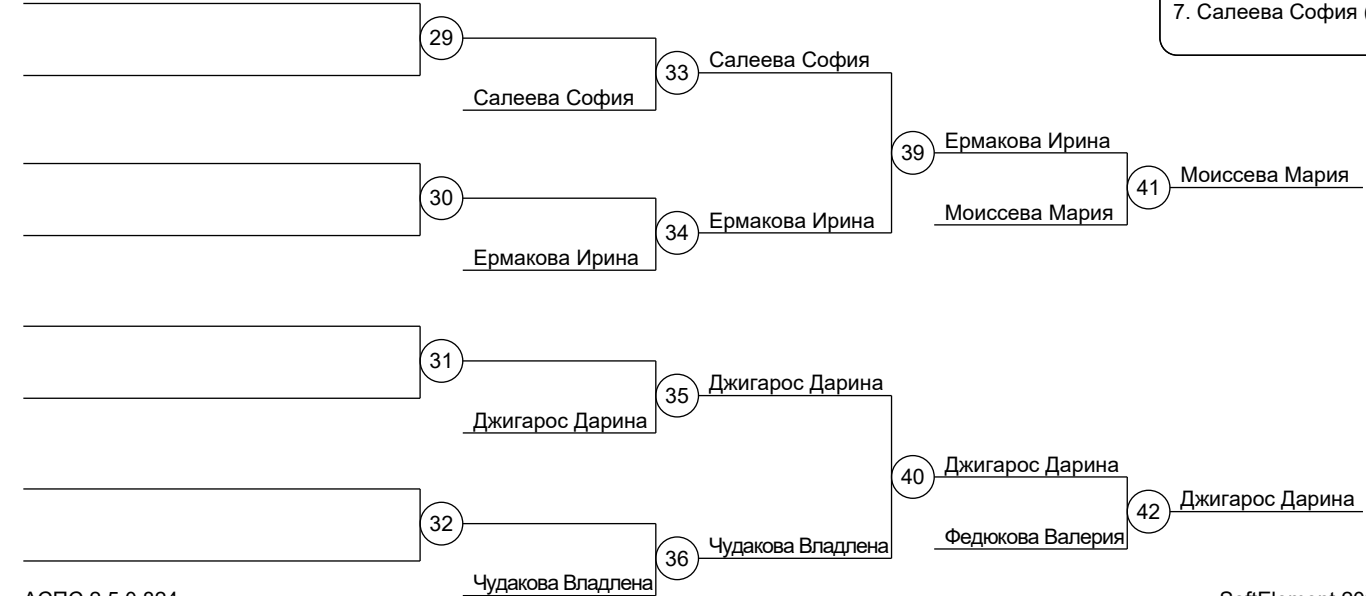 7. Салеева София
29
33
Салеева София
Салеева София
39
Ермакова Ирина
41
Моиссева Мария
30
34
Ермакова Ирина
Моиссева Мария
Ермакова Ирина
31
35
Джигарос Дарина
Джигарос Дарина
40
Джигарос Дарина
42
Джигарос Дарина
32
36
Чудакова Владлена
Федюкова Валерия
Чудакова Владлена